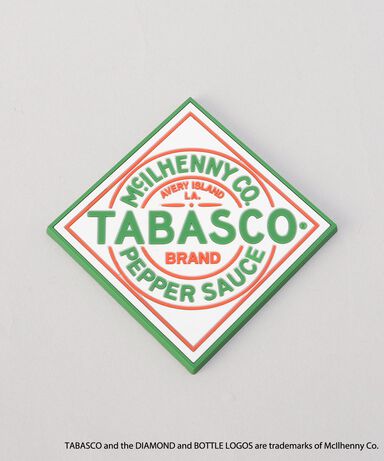 McILHENNY CO.
AVERY ISLAND
LA.
TABASCO®
BRAND
PEPPER SAUCE
TABASCO and the DIAMOND and BOTTLE LOGOS are trademarks of McIlhenny Co.